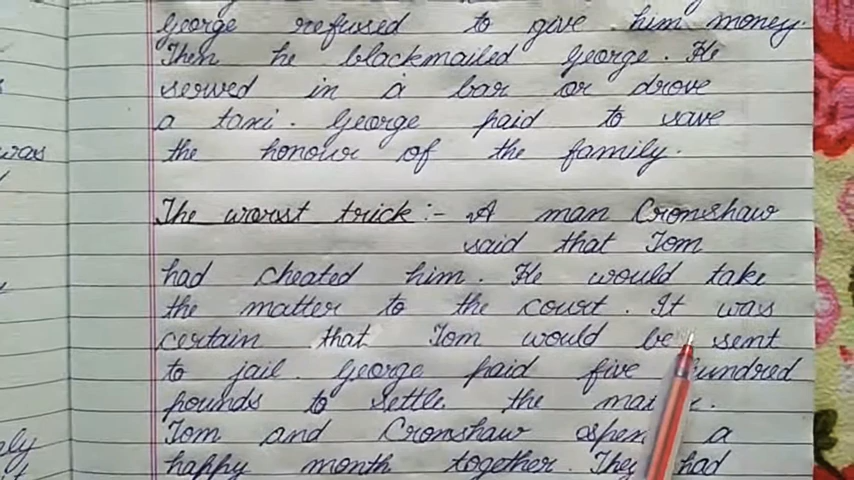 George refused to give him money.
Then he blackmailed George. He
served in a bar or drove
was a taxi. George paid to save
the honour of the family.
The worst trick :- A man Cronshaw
said that Tom
had cheated him. He would take
the matter to the court. It was
certain that Tom would be sent
to jail. George paid five hundred
pounds to settle the
Tom and Cronshaw a
happy month together. They had